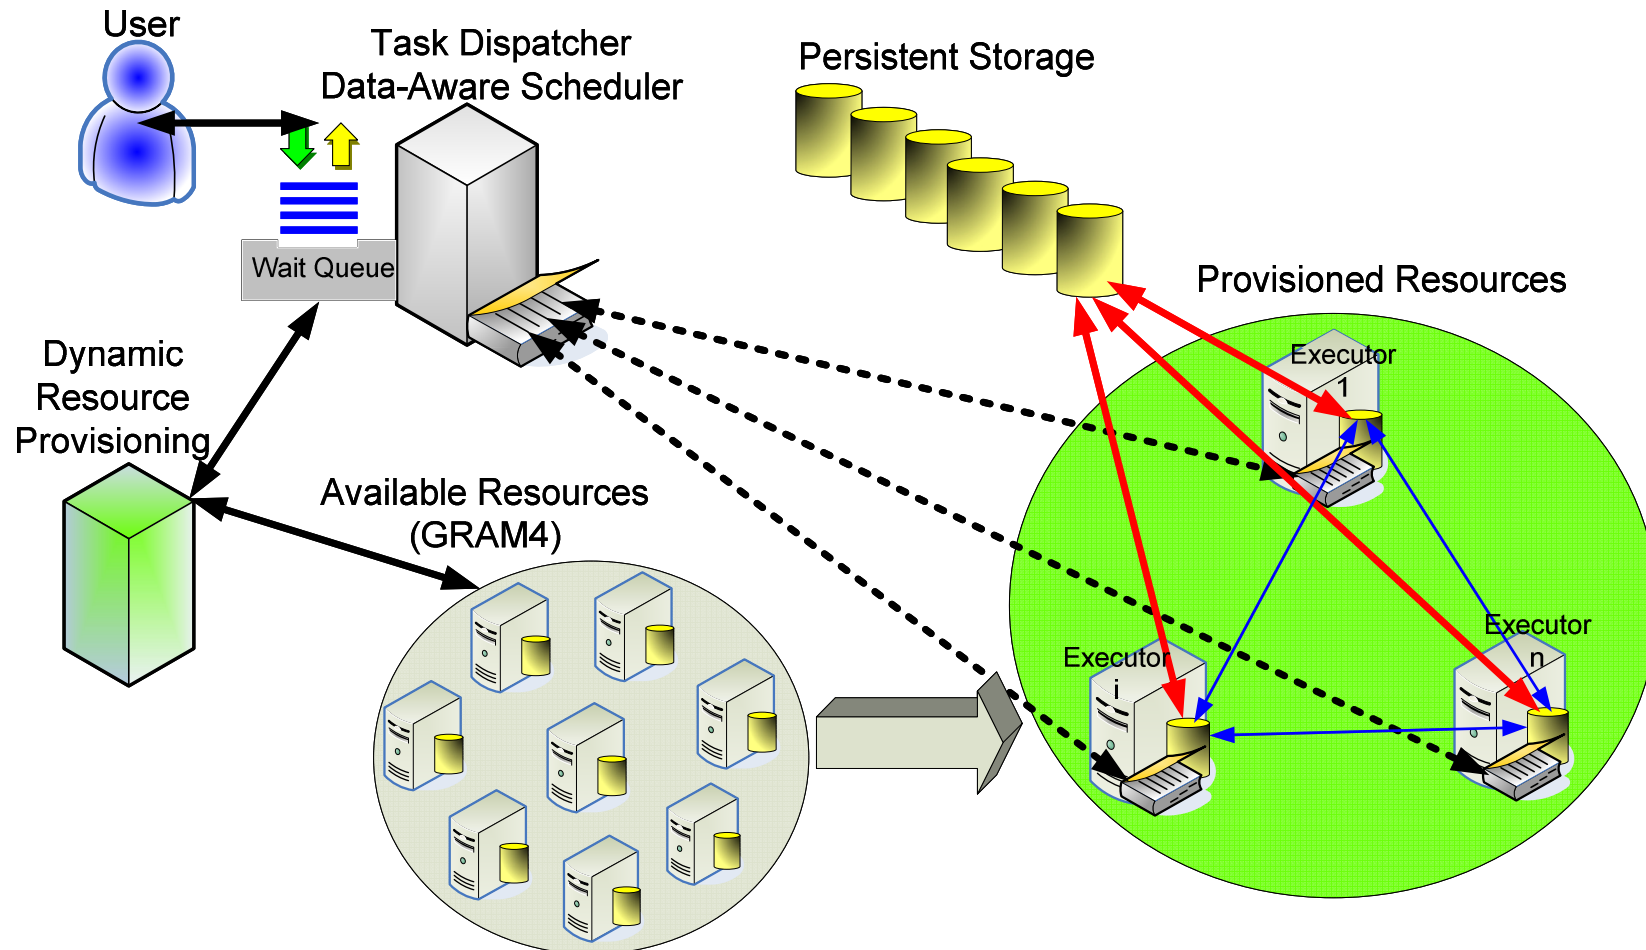 User
Task Dispatcher
Data-Aware Scheduler
Persistent Storage
Wait Queue
Provisioned Resources
Dynamic
Resource
Provisioning
Executor
1
Available Resources
(GRAM4)
Executor
i
Executor
n